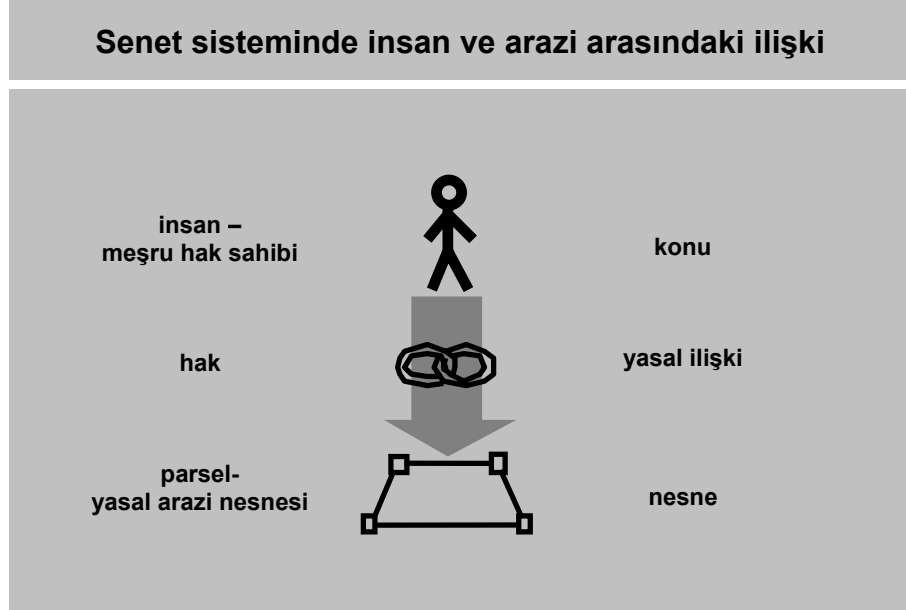 Senet sisteminde insan ve arazi arasındaki ilişki
insan –
meşru hak sahibi
konu
hak
yasal ilişki
parsel-
yasal arazi nesnesi
nesne